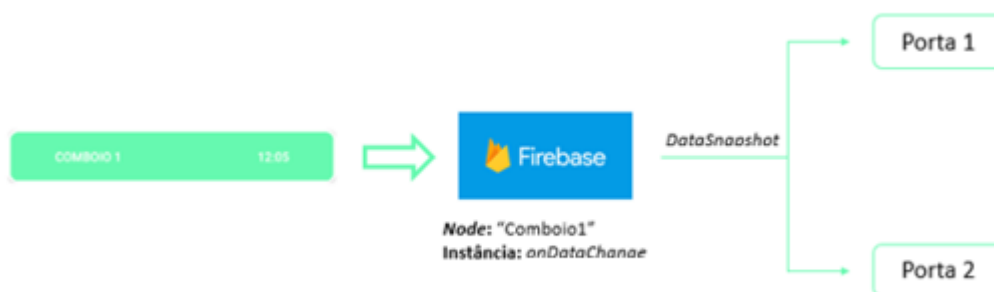 COMBOIO 1 12:05
Firebase
Node: "Comboio1"
Instância: onDataChange
DataSnapshot
Porta 1
Porta 2